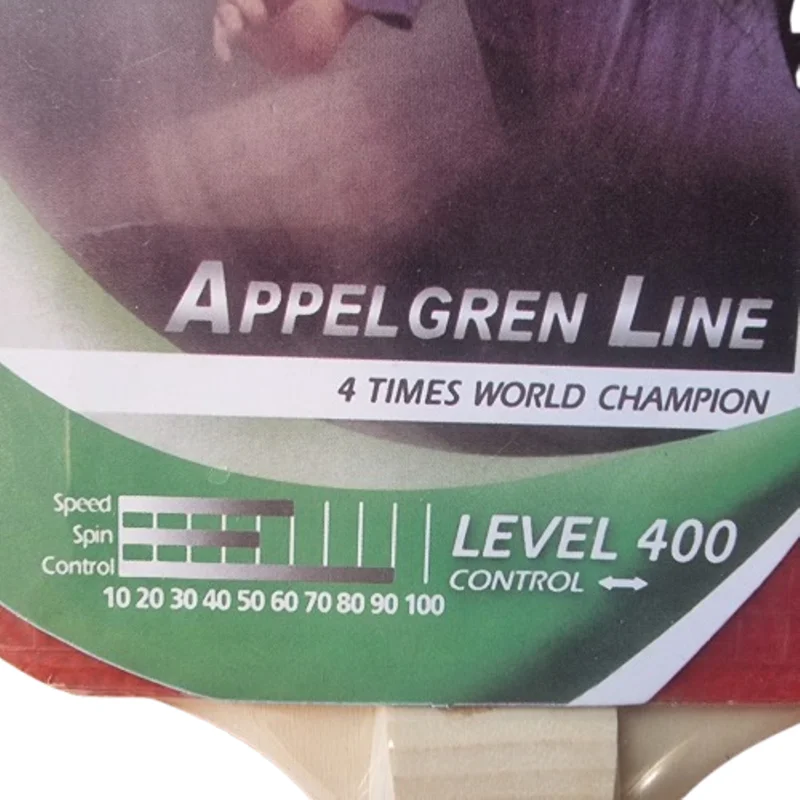 APPELGREN LINE
4 TIMES WORLD CHAMPION
Speed
Spin
Control
10 20 30 40 50 60 70 80 90 100
LEVEL 400
CONTROL